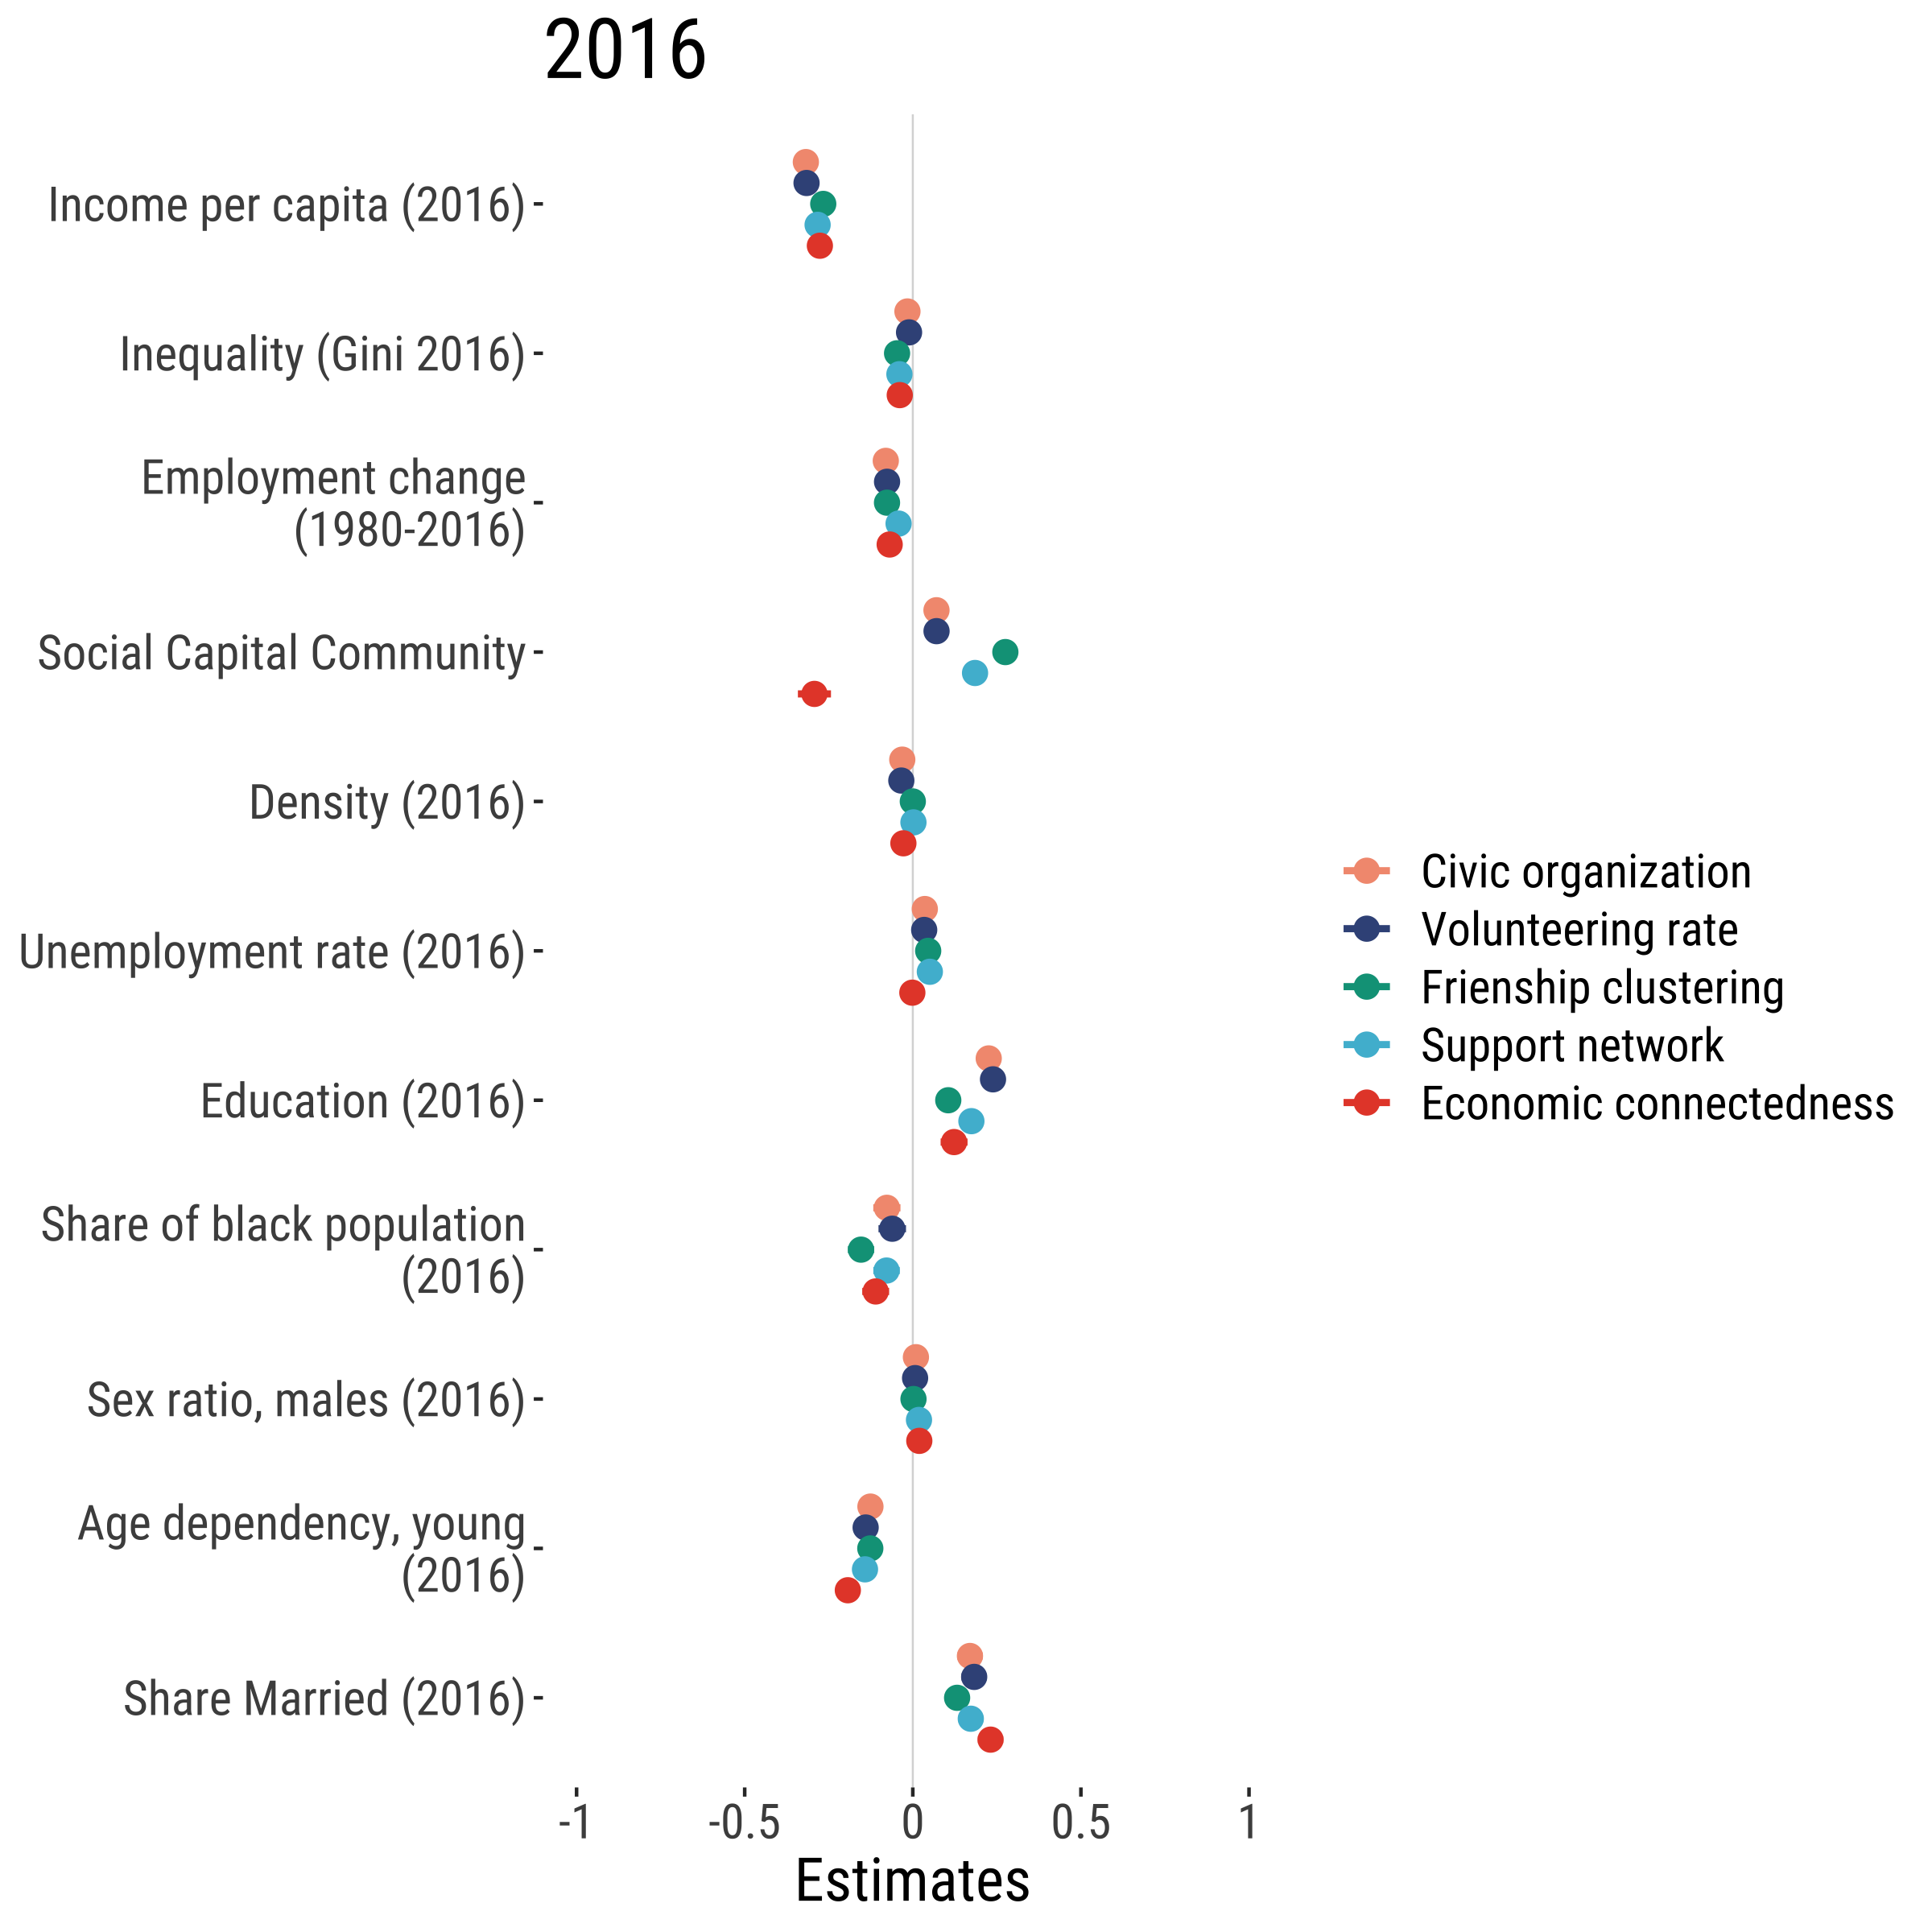 2016
Income per capita (2016)
Inequality (Gini 2016)
Employment change
(1980-2016)
Social Capital Community
Density (2016)
Unemployment rate (2016)
Education (2016)
Share of black population
(2016)
Sex ratio, males (2016)
Age dependency, young
(2016)
Share Married (2016)
-1 -0.5 0 0.5 1
Estimates
Civic organization
Volunteering rate
Friendship clustering
Support network
Economic connectedness